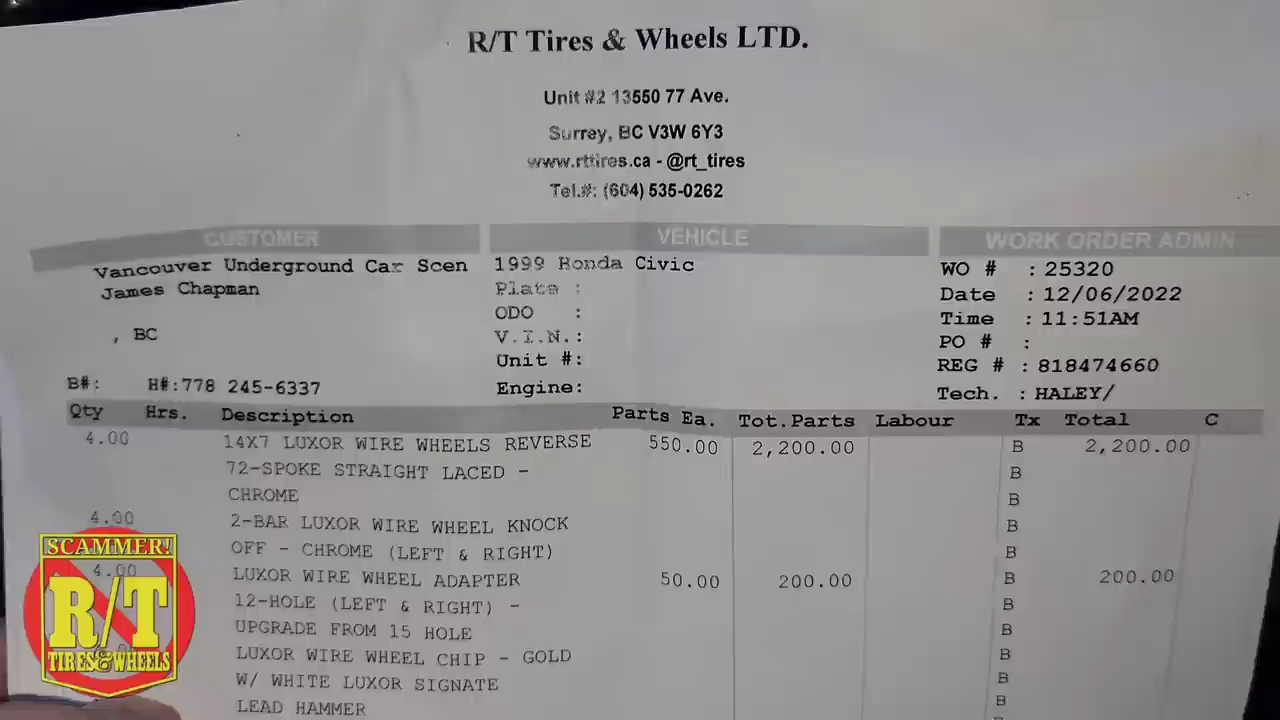 R/T Tires & Wheels LTD.
Unit #2 13550 77 Ave.
Surrey, BC V3W 6Y3
www.rttires.ca - @rt_tires
Tel.#: (604) 535-0262
CUSTOMER VEHICLE WORK ORDER ADMIN
Vancouver Underground Car Scen 1999 Honda Civic WO # : 25320
James Chapman Plate : Date : 12/06/2022
ODO : Time : 11:51AM
, BC V.I.N.: PO # :
Unit #: REG # : 818474660
B#: H#:778 245-6337 Engine: Tech. : HALEY/
Qty Hrs. Description Parts Ea. Tot.Parts Labour Tx Total C
4.00 14X7 LUXOR WIRE WHEELS REVERSE 550.00 2,200.00 B 2,200.00
72-SPOKE STRAIGHT LACED - B
CHROME B
4.00 2-BAR LUXOR WIRE WHEEL KNOCK B
OFF - CHROME (LEFT & RIGHT) B
4.00 LUXOR WIRE WHEEL ADAPTER 50.00 200.00 B 200.00
12-HOLE (LEFT & RIGHT) - B
UPGRADE FROM 15 HOLE B
LUXOR WIRE WHEEL CHIP - GOLD B
W/ WHITE LUXOR SIGNATE B
LEAD HAMMER B
SCAMMER!
R/T
TIRES&WHEELS